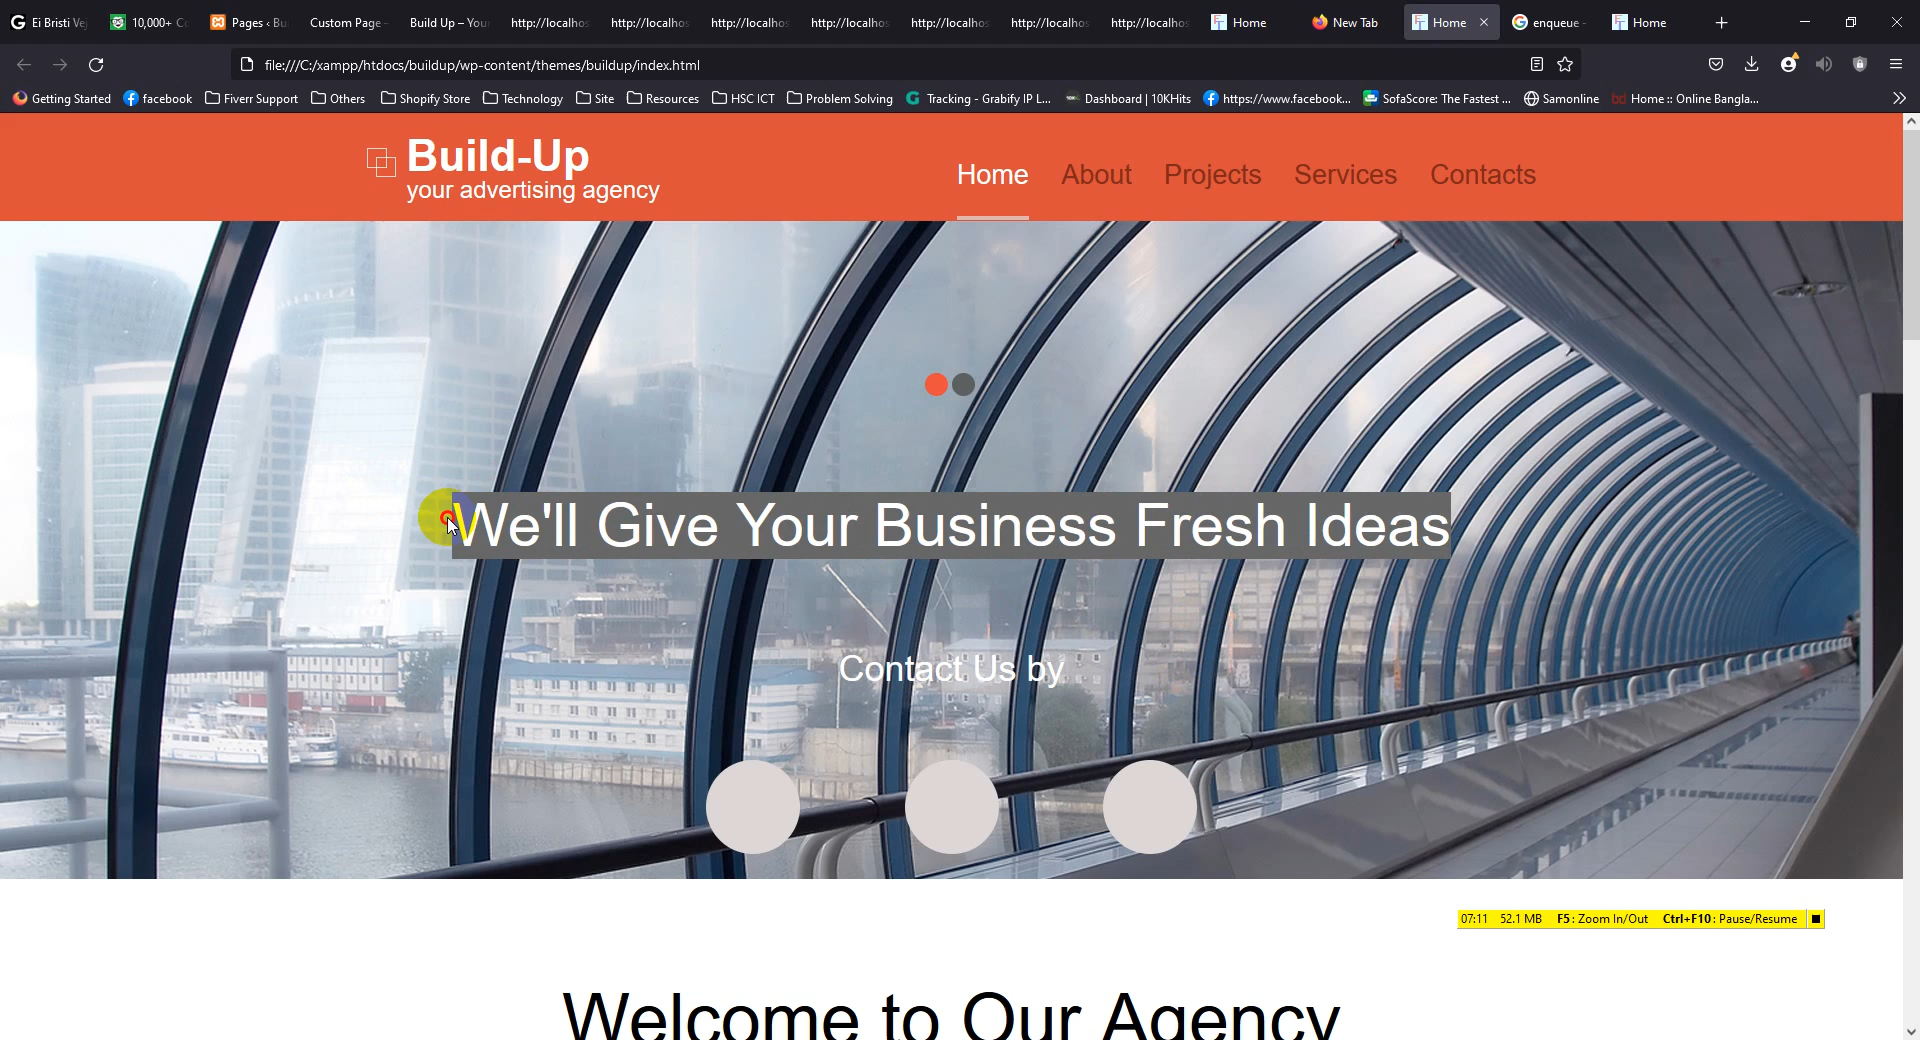 Ei Bristi Vej
10,000+ Co
Pages ‹ Bui
Custom Page -
Build Up – Your
http://localhos
http://localhos
http://localhos
http://localhos
http://localhos
http://localhos
http://localhos
Home
New Tab
Home
enqueue -
Home
file:///C:/xampp/htdocs/buildup/wp-content/themes/buildup/index.html
Getting Started
facebook
Fiverr Support
Others
Shopify Store
Technology
Site
Resources
HSC ICT
Problem Solving
Tracking - Grabify IP L...
Dashboard | 10KHits
https://www.facebook...
SofaScore: The Fastest ...
Samonline
Home :: Online Bangla...
Build-Up
your advertising agency
Home
About
Projects
Services
Contacts
We'll Give Your Business Fresh Ideas
Contact Us by
07:11 52.1 MB F5: Zoom In/Out Ctrl+F10: Pause/Resume
Welcome to Our Agency